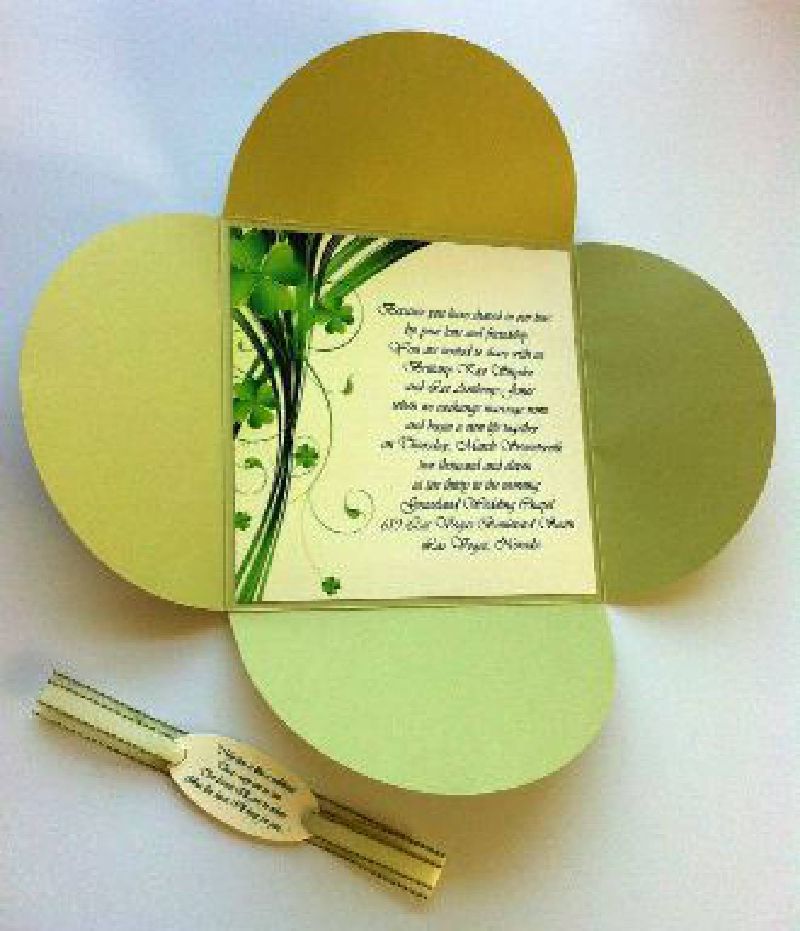 Because you have shared in our lives
by your love and friendship
You are invited to share with us
Brittany Kay Snyder
and Lee Anthony Jones
when we exchange marriage vows
and begin a new life together
on Thursday, March Seventeenth
two thousand and eleven
at ten thirty in the morning
Graceland Wedding Chapel
619 Las Vegas Boulevard South
Las Vegas, Nevada